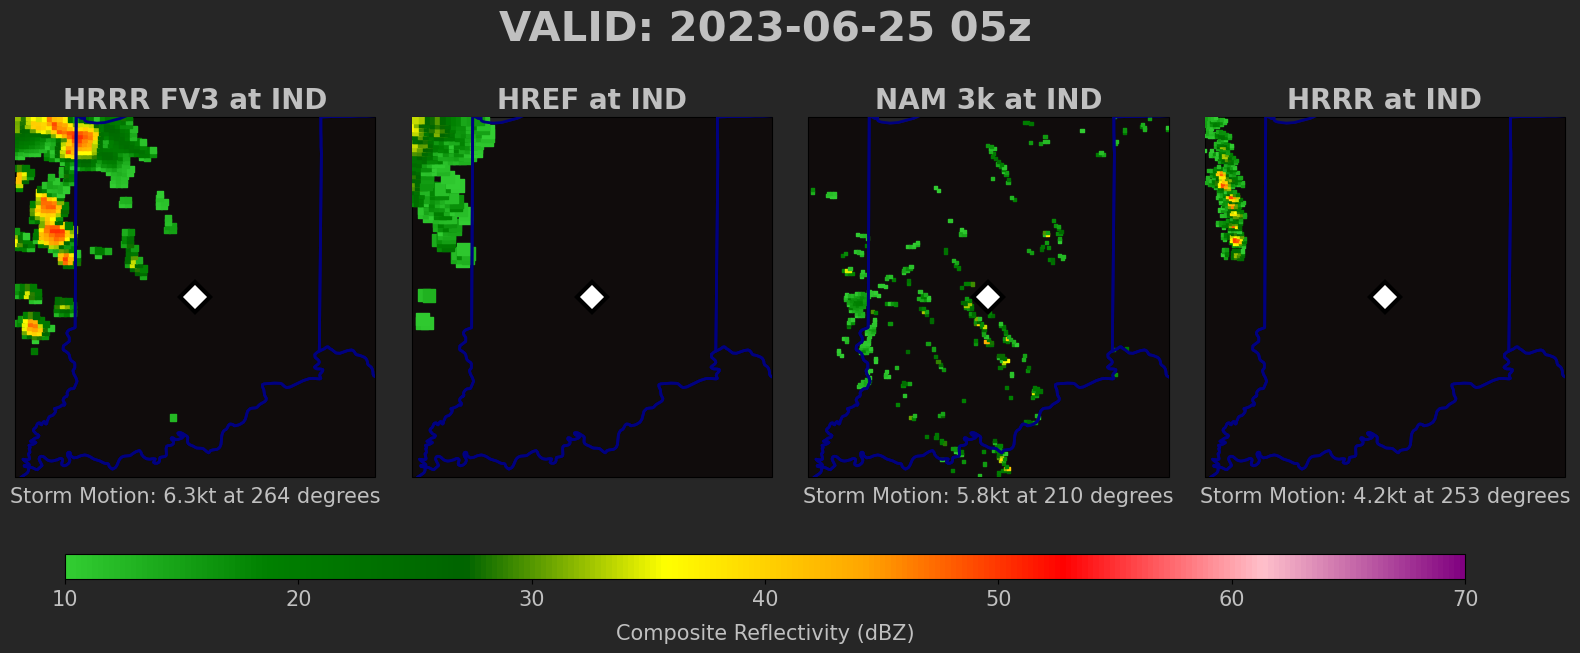 VALID: 2023-06-25 05z
HRRR FV3 at IND
HREF at IND
NAM 3k at IND
HRRR at IND
Storm Motion: 6.3kt at 264 degrees
Storm Motion: 5.8kt at 210 degrees
Storm Motion: 4.2kt at 253 degrees
10 20 30 40 50 60 70
Composite Reflectivity (dBZ)